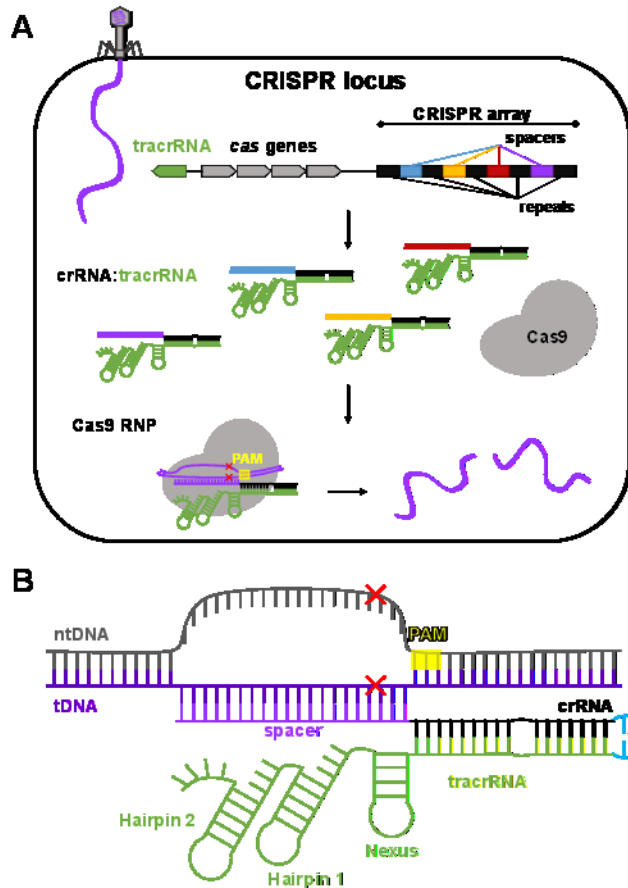 A
CRISPR locus
CRISPR array
spacers
tracrRNA
cas genes
repeats
crRNA:tracrRNA
Cas9
Cas9 RNP
PAM
B
ntDNA
PAM
tDNA
crRNA
spacer
tracrRNA
Hairpin 2
Nexus
Hairpin 1